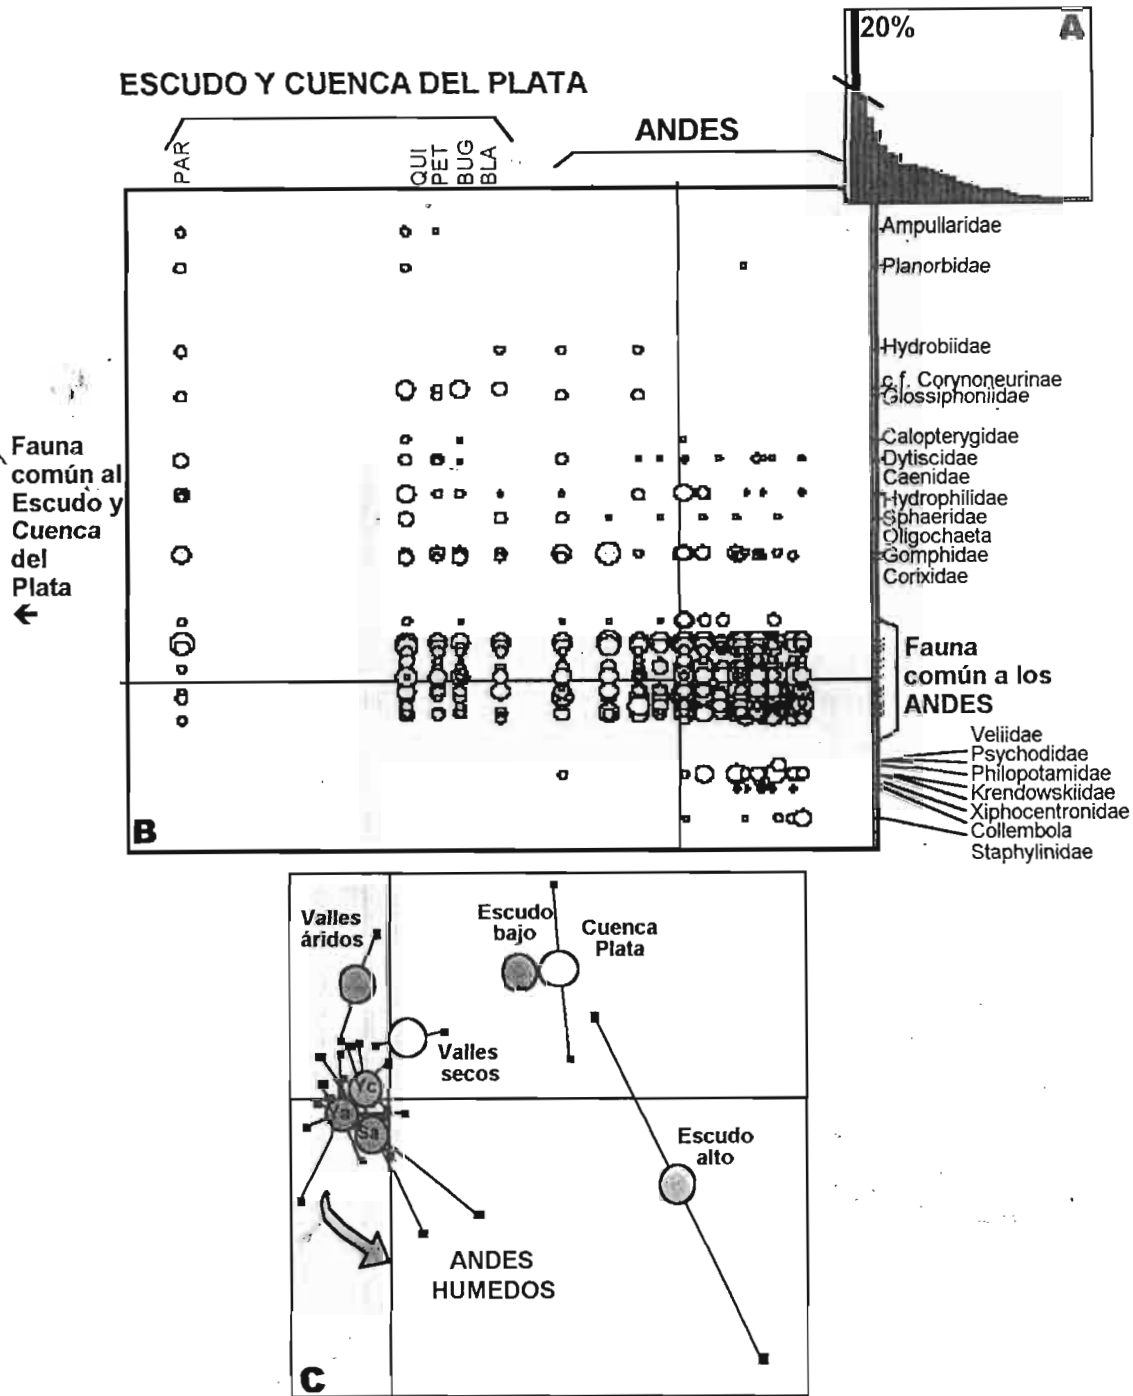 20%
A
ESCUDO Y CUENCA DEL PLATA
ANDES
PAR
QUI
PET
BUG
BLA
Ampullaridae
Planorbidae
Hydrobiidae
c.f. Corynoneurinae
Glossiphoniidae
Calopterygidae
Dytiscidae
Caenidae
Hydrophilidae
Sphaeridae
Oligochaeta
Gomphidae
Corixidae
Fauna
común al
Escudo y
Cuenca
del
Plata
←
Fauna
común a los
ANDES
Veliidae
Psychodidae
Philopotamidae
Krendowskiidae
Xiphocentronidae
Collembola
Staphylinidae
B
Valles
áridos
Escudo
bajo
Cuenca
Plata
Valles
secos
Yc
Ya
Sa
Escudo
alto
ANDES
HUMEDOS
C